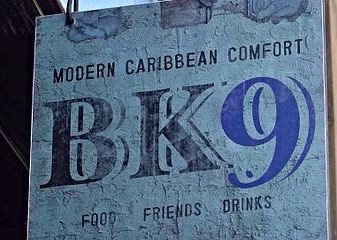 MODERN CARIBBEAN COMFORT
BK9
FOOD FRIENDS DRINKS